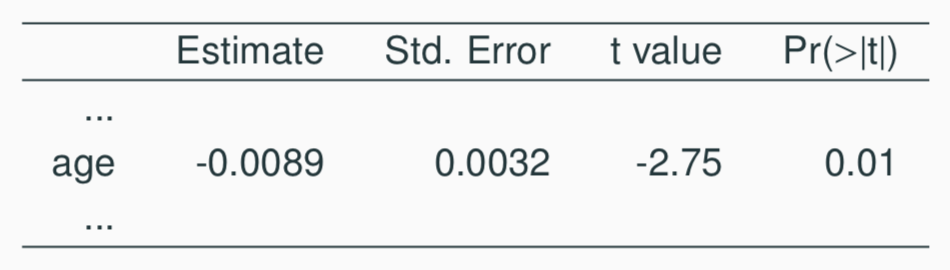 Estimate Std. Error t value Pr(>|t|)
...
age -0.0089 0.0032 -2.75 0.01
...